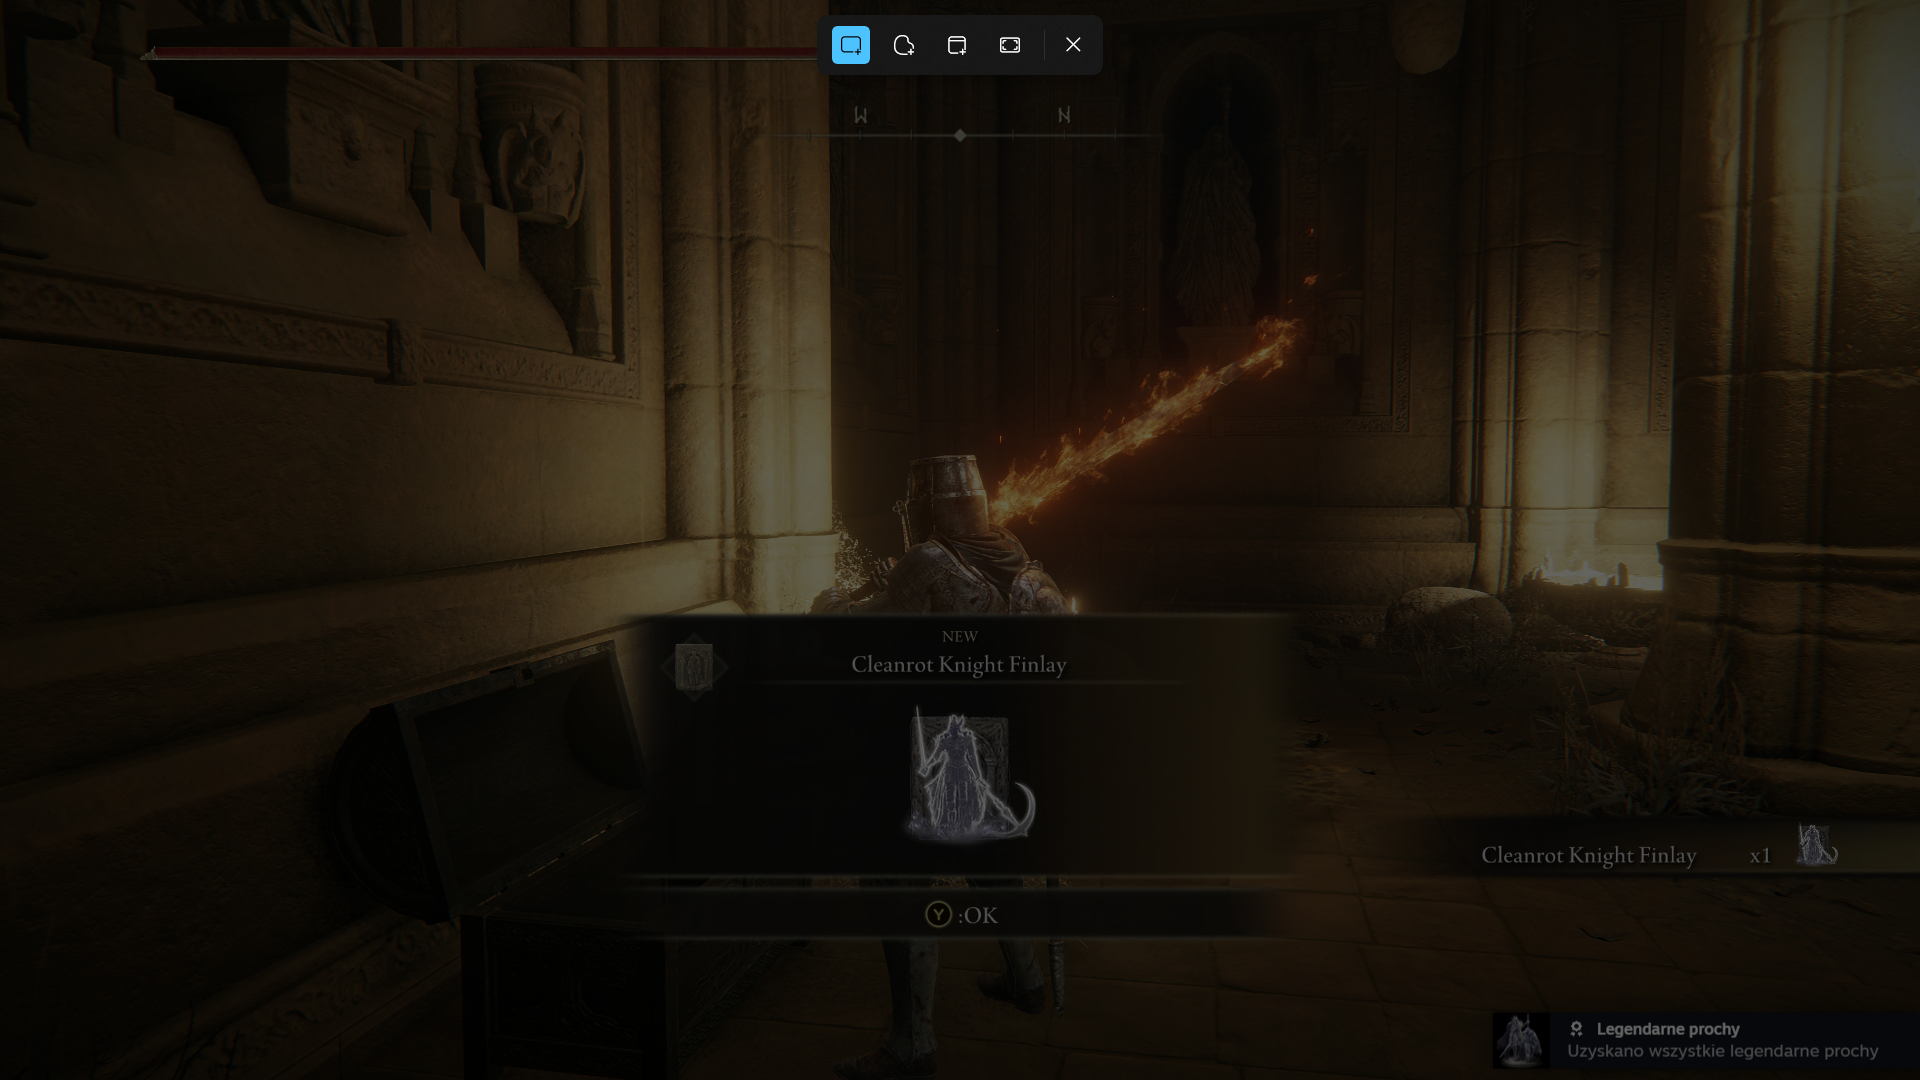 W N
NEW
Cleanrot Knight Finlay
Cleanrot Knight Finlay x1
Y :OK
Legendarne prochy
Uzyskano wszystkie legendarne prochy